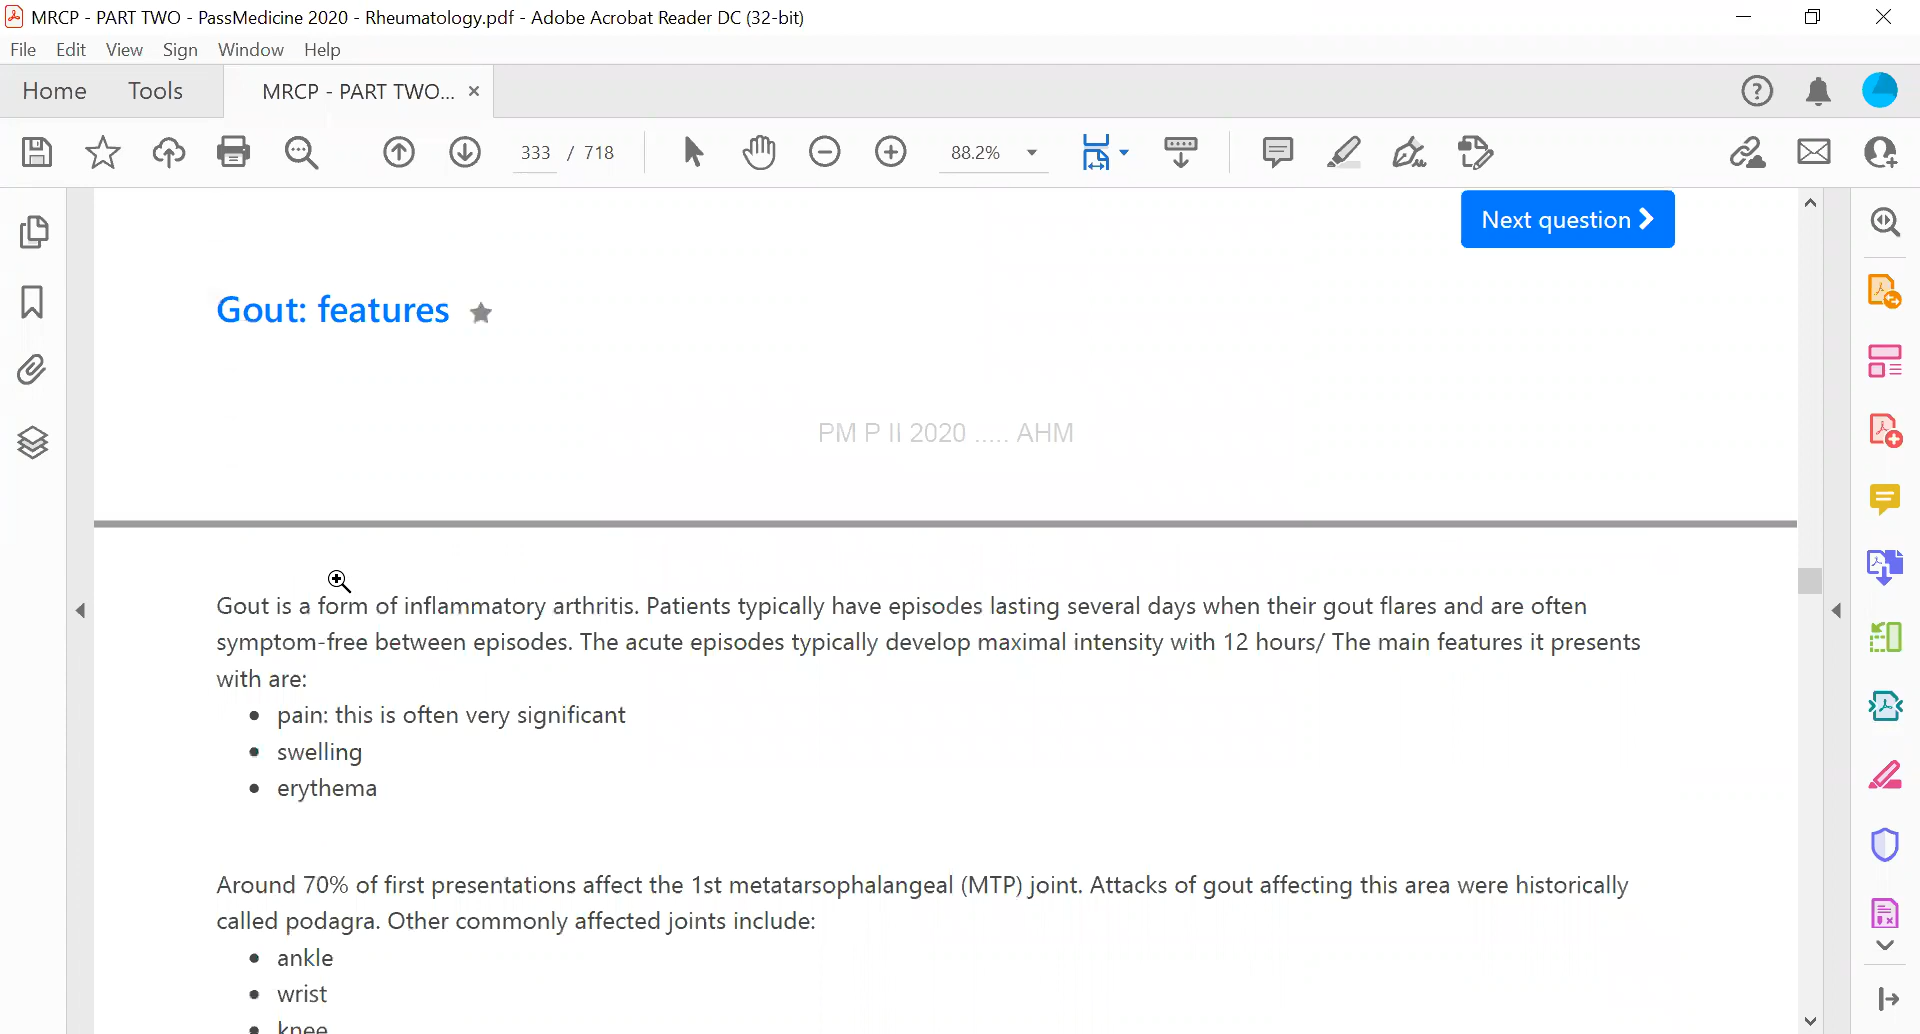 MRCP - PART TWO - PassMedicine 2020 - Rheumatology.pdf - Adobe Acrobat Reader DC (32-bit)
File Edit View Sign Window Help
Home Tools MRCP - PART TWO...
333 / 718 88.2%
Next question
Gout: features
PM P II 2020 ..... AHM
Gout is a form of inflammatory arthritis. Patients typically have episodes lasting several days when their gout flares and are often
symptom-free between episodes. The acute episodes typically develop maximal intensity with 12 hours/ The main features it presents
with are:
• pain: this is often very significant
• swelling
• erythema
Around 70% of first presentations affect the 1st metatarsophalangeal (MTP) joint. Attacks of gout affecting this area were historically
called podagra. Other commonly affected joints include:
• ankle
• wrist
• knee